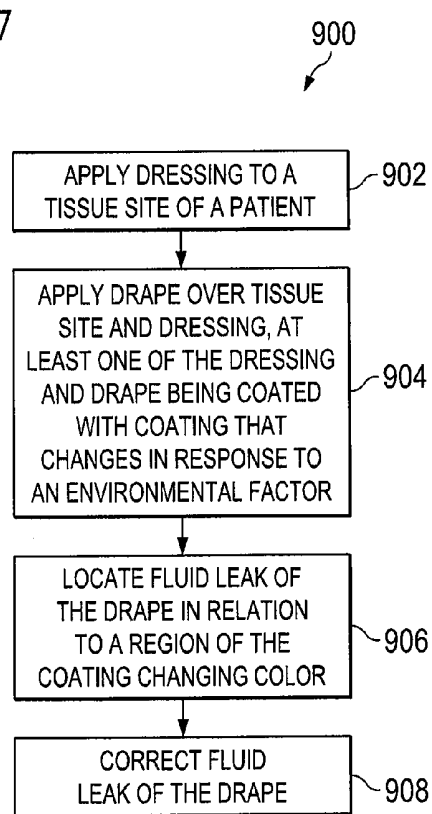 7
900
APPLY DRESSING TO A
TISSUE SITE OF A PATIENT
902
APPLY DRAPE OVER TISSUE
SITE AND DRESSING, AT
LEAST ONE OF THE DRESSING
AND DRAPE BEING COATED
WITH COATING THAT
CHANGES IN RESPONSE TO
AN ENVIRONMENTAL FACTOR
904
LOCATE FLUID LEAK OF
THE DRAPE IN RELATION
TO A REGION OF THE
COATING CHANGING COLOR
906
CORRECT FLUID
LEAK OF THE DRAPE
908